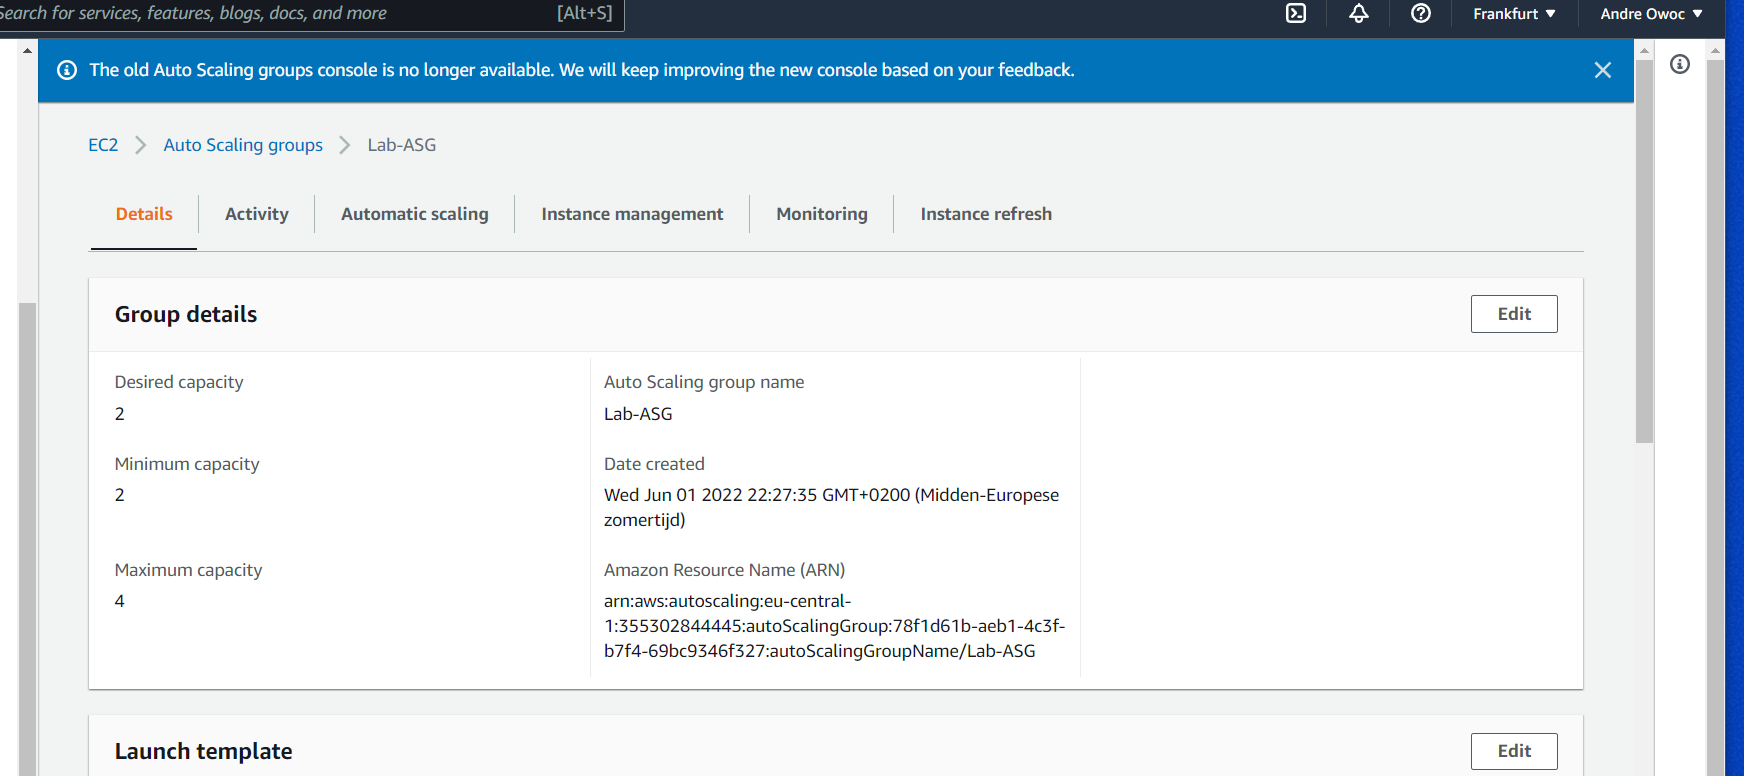 Search for services, features, blogs, docs, and more [Alt+S] Frankfurt ▼ Andre Owoc ▼
The old Auto Scaling groups console is no longer available. We will keep improving the new console based on your feedback.
EC2 > Auto Scaling groups > Lab-ASG
Details Activity Automatic scaling Instance management Monitoring Instance refresh
Group details Edit
Desired capacity
2
Minimum capacity
2
Maximum capacity
4
Auto Scaling group name
Lab-ASG
Date created
Wed Jun 01 2022 22:27:35 GMT+0200 (Midden-Europese
zomertijd)
Amazon Resource Name (ARN)
arn:aws:autoscaling:eu-central-
1:355302844445:autoScalingGroup:78f1d61b-aeb1-4c3f-
b7f4-69bc9346f327:autoScalingGroupName/Lab-ASG
Launch template Edit